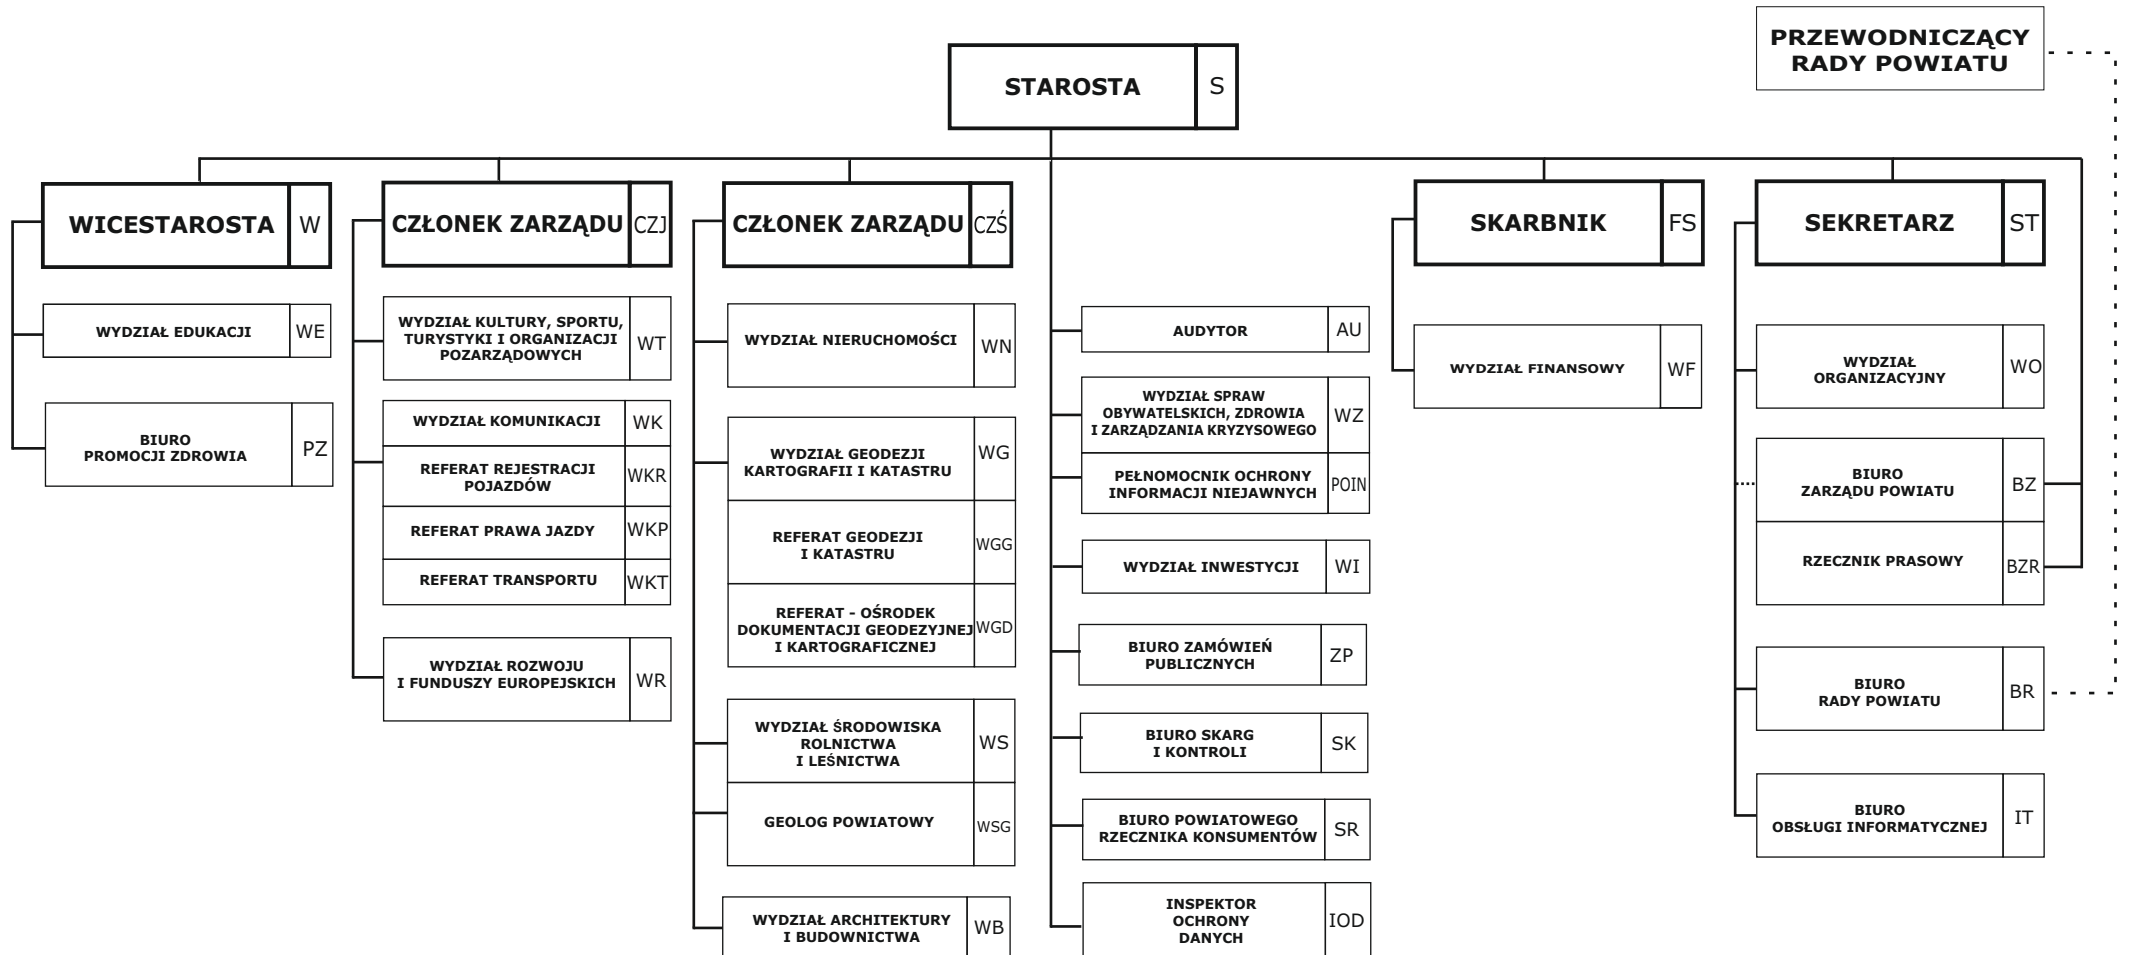 PRZEWODNICZĄCY
RADY POWIATU
STAROSTA S
WICESTAROSTA W
WYDZIAŁ EDUKACJI WE
BIURO
PROMOCJI ZDROWIA PZ
CZŁONEK ZARZĄDU CZJ
WYDZIAŁ KULTURY, SPORTU,
TURYSTYKI I ORGANIZACJI
POZARZĄDOWYCH WT
WYDZIAŁ KOMUNIKACJI WK
REFERAT REJESTRACJI
POJAZDÓW WKR
REFERAT PRAWA JAZDY WKP
REFERAT TRANSPORTU WKT
WYDZIAŁ ROZWOJU
I FUNDUSZY EUROPEJSKICH WR
CZŁONEK ZARZĄDU CZŚ
WYDZIAŁ NIERUCHOMOŚCI WN
WYDZIAŁ GEODEZJI
KARTOGRAFII I KATASTRU WG
REFERAT GEODEZJI
I KATASTRU WGG
REFERAT - OŚRODEK
DOKUMENTACJI GEODEZYJNEJ
I KARTOGRAFICZNEJ WGD
WYDZIAŁ ŚRODOWISKA
ROLNICTWA
I LEŚNICTWA WS
GEOLOG POWIATOWY WSG
WYDZIAŁ ARCHITEKTURY
I BUDOWNICTWA WB
AUDYTOR AU
WYDZIAŁ SPRAW
OBYWATELSKICH, ZDROWIA
I ZARZĄDZANIA KRYZYSOWEGO WZ
PEŁNOMOCNIK OCHRONY
INFORMACJI NIEJAWNYCH POIN
WYDZIAŁ INWESTYCJI WI
BIURO ZAMÓWIEŃ
PUBLICZNYCH ZP
BIURO SKARG
I KONTROLI SK
BIURO POWIATOWEGO
RZECZNIKA KONSUMENTÓW SR
INSPEKTOR
OCHRONY
DANYCH IOD
SKARBNIK FS
WYDZIAŁ FINANSOWY WF
SEKRETARZ ST
WYDZIAŁ
ORGANIZACYJNY WO
BIURO
ZARZĄDU POWIATU BZ
RZECZNIK PRASOWY BZR
BIURO
RADY POWIATU BR
BIURO
OBSŁUGI INFORMATYCZNEJ IT